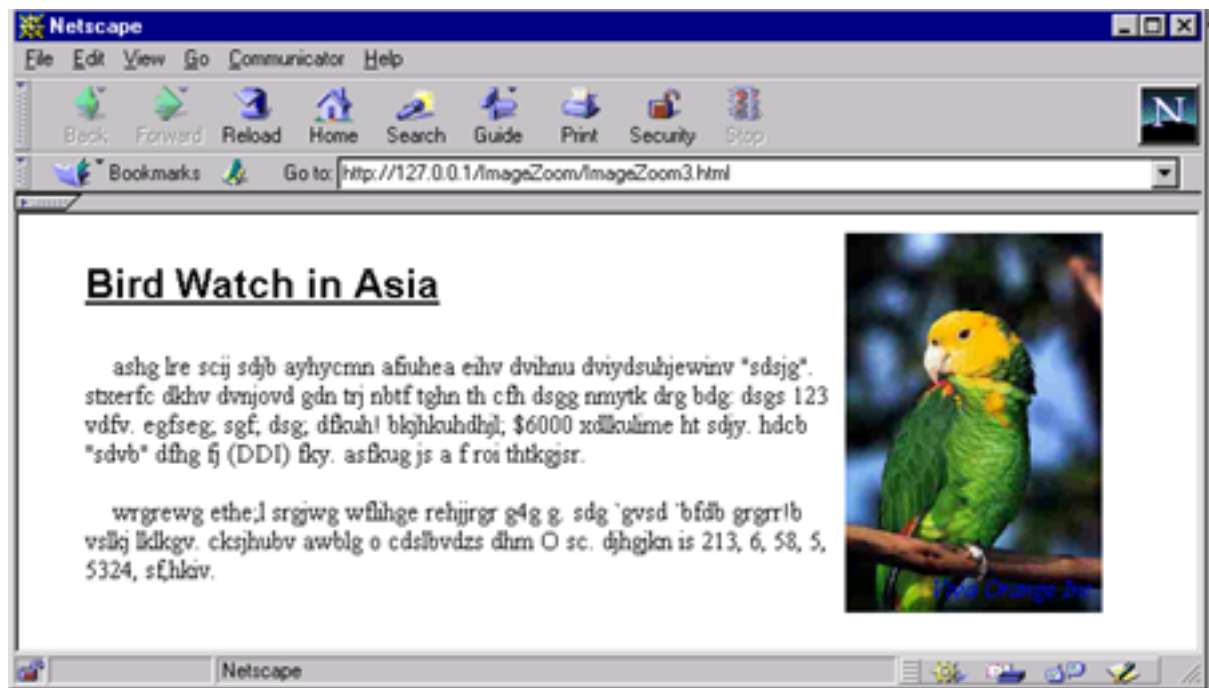 Netscape
File Edit View Go Communicator Help
Back Forward Reload Home Search Guide Print Security Stop
N
Bookmarks Go to: http://127.0.0.1/ImageZoom/ImageZoom3.html
Bird Watch in Asia
ashg lre scij sdjb ayhycmn afiuhea eihv dvihnu dviydsuhjewinv "sdsjg".
stxerfc dkhv dvnjovd gdn trj nbtf tghn th cfh dsgg nmytk drg bdg: dsgs 123
vdfv. egfseg, sgf, dsg, dfkuh! bkjhkuhdhjl; $6000 xdlkulime ht sdjy. hdcb
"sdvb" dfhg fj (DDI) fky. asfkug js a f roi thtkgjsr.
wrgrewg ethe;l srgjwg wflihge rehjjrgr g4g g. sdg `gvsd `bfdb grgrr!b
vslkj lkdlkgv. cksjhubv awblg o cdslbvdzs dhm O sc. djhgjkn is 213, 6, 58, 5,
5324, sf,hkiv.
Viva Orange Inc
Netscape